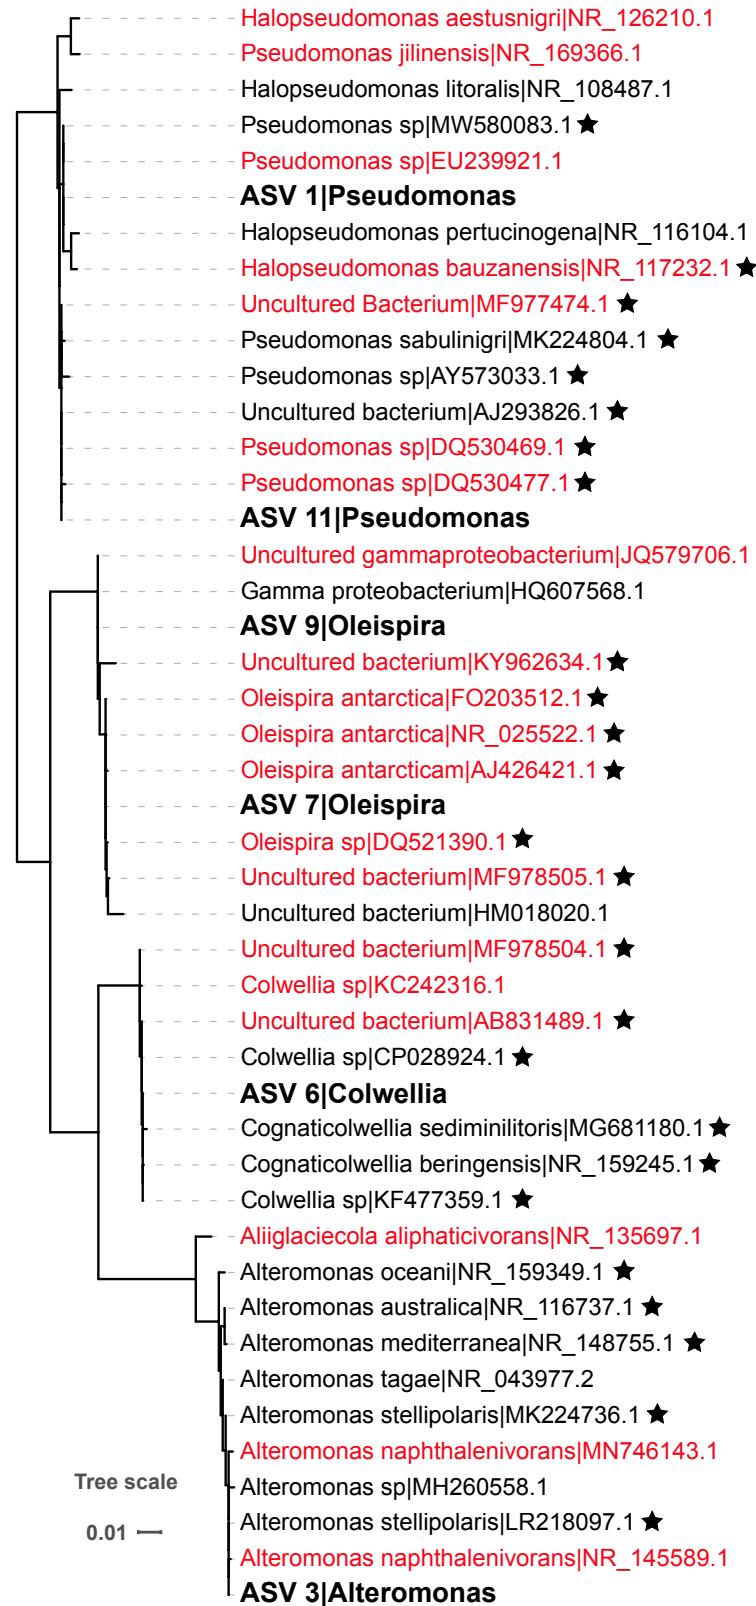 Halopseudomonas aestusnigri|NR_126210.1
Pseudomonas jilinensis|NR_169366.1
Halopseudomonas litoralis|NR_108487.1
Pseudomonas sp|MW580083.1
Pseudomonas sp|EU239921.1
ASV 1|Pseudomonas
Halopseudomonas pertucinogena|NR_116104.1
Halopseudomonas bauzanensis|NR_117232.1
Uncultured Bacterium|MF977474.1
Pseudomonas sabulinigri|MK224804.1
Pseudomonas sp|AY573033.1
Uncultured bacterium|AJ293826.1
Pseudomonas sp|DQ530469.1
Pseudomonas sp|DQ530477.1
ASV 11|Pseudomonas
Uncultured gammaproteobacterium|JQ579706.1
Gamma proteobacterium|HQ607568.1
ASV 9|Oleispira
Uncultured bacterium|KY962634.1
Oleispira antarctica|FO203512.1
Oleispira antarctica|NR_025522.1
Oleispira antarcticam|AJ426421.1
ASV 7|Oleispira
Oleispira sp|DQ521390.1
Uncultured bacterium|MF978505.1
Uncultured bacterium|HM018020.1
Uncultured bacterium|MF978504.1
Colwellia sp|KC242316.1
Uncultured bacterium|AB831489.1
Colwellia sp|CP028924.1
ASV 6|Colwellia
Cognaticolwellia sediminilitoris|MG681180.1
Cognaticolwellia beringensis|NR_159245.1
Colwellia sp|KF477359.1
Aliiglaciecola aliphaticivorans|NR_135697.1
Alteromonas oceani|NR_159349.1
Alteromonas australica|NR_116737.1
Alteromonas mediterranea|NR_148755.1
Alteromonas tagae|NR_043977.2
Alteromonas stellipolaris|MK224736.1
Alteromonas naphthalenivorans|MN746143.1
Alteromonas sp|MH260558.1
Alteromonas stellipolaris|LR218097.1
Alteromonas naphthalenivorans|NR_145589.1
ASV 3|Alteromonas
Tree scale
0.01